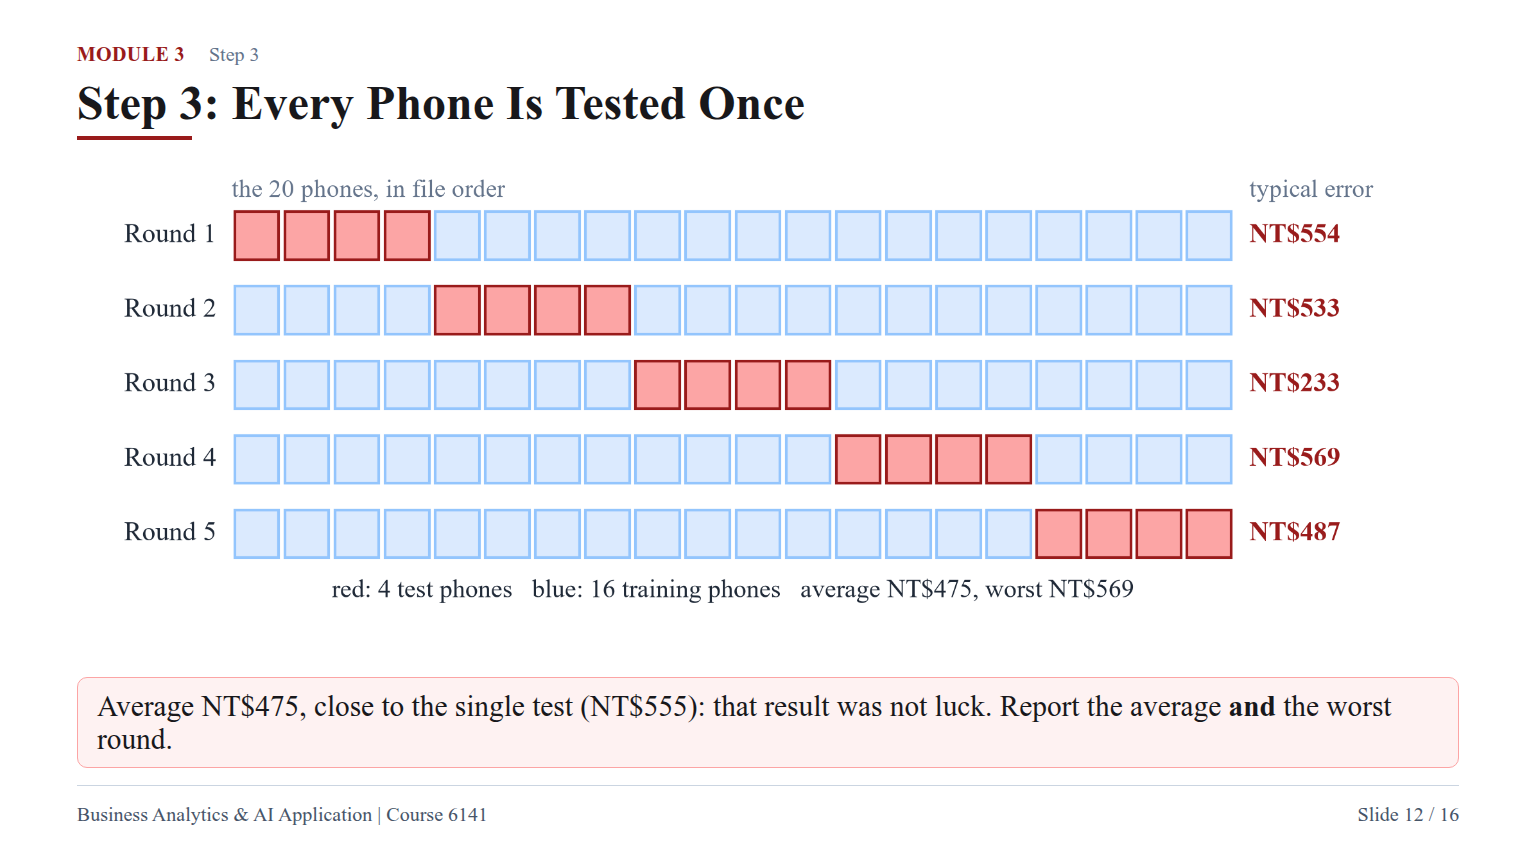 MODULE 3 Step 3
Step 3: Every Phone Is Tested Once
the 20 phones, in file order typical error
Round 1 NT$554
Round 2 NT$533
Round 3 NT$233
Round 4 NT$569
Round 5 NT$487
red: 4 test phones blue: 16 training phones average NT$475, worst NT$569
Average NT$475, close to the single test (NT$555): that result was not luck. Report the average and the worst
round.
Business Analytics & AI Application | Course 6141 Slide 12 / 16